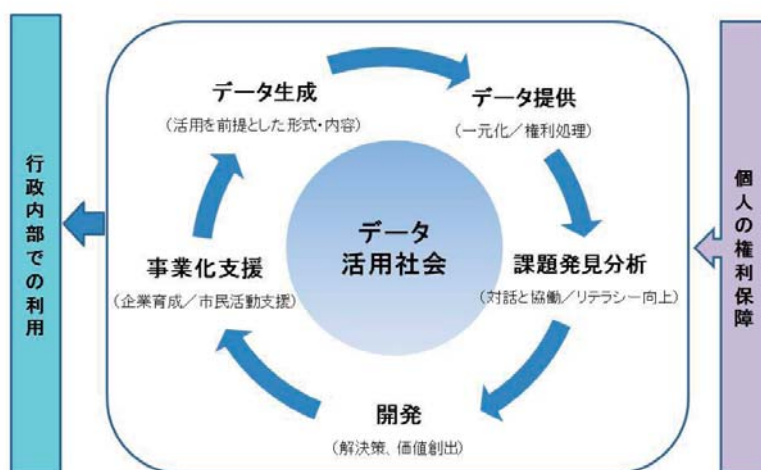 行政内部での利用
データ生成
(活用を前提とした形式・内容)
データ提供
(一元化／権利処理)
データ
活用社会
事業化支援
(企業育成／市民活動支援)
課題発見分析
(対話と協働／リテラシー向上)
開発
(解決策、価値創出)
個人の権利保障